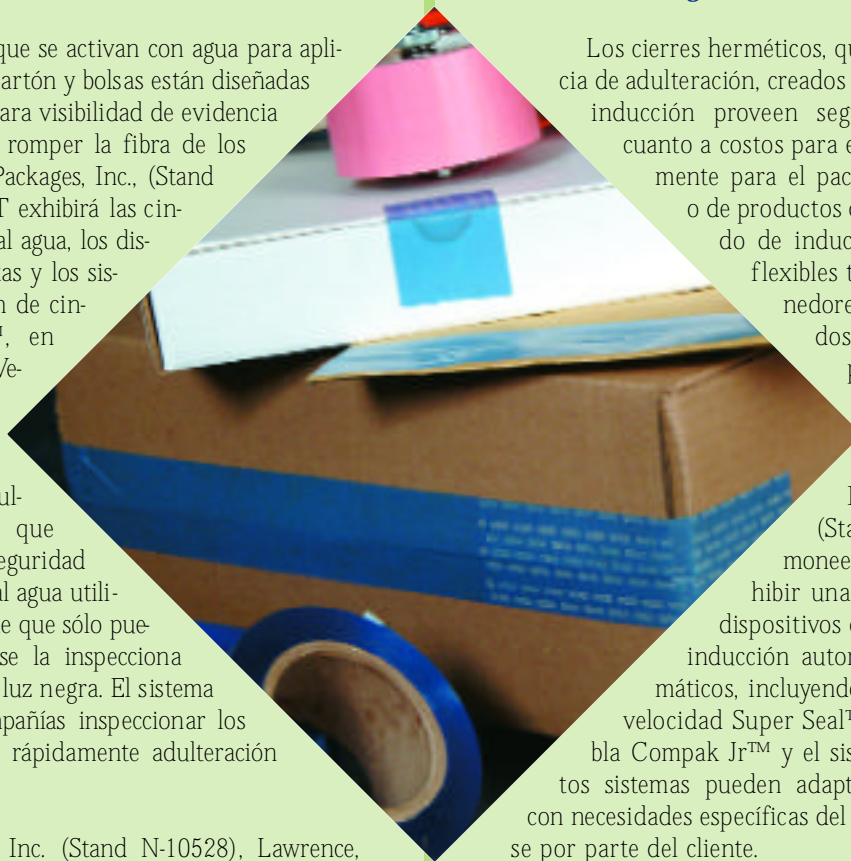 que se activan con agua para apli-
artón y bolsas están diseñadas
ara visibilidad de evidencia
romper la fibra de los
Packages, Inc., (Stand
T exhibirá las cin-
al agua, los dis-
as y los sis-
n de cin-
en
Ve-
ul-
que
eguridad
al agua utili-
e que sólo pue-
se la inspecciona
luz negra. El sistema
mpañías inspeccionar los
rápidamente adulteración
Inc. (Stand N-10528), Lawrence,
Los cierres herméticos, qu
cia de adulteración, creados
inducción proveen seg
cuanto a costos para e
mente para el pac
o de productos
do de induc
flexibles t
nedore
dos
p
(Sta
monee
hibir una
dispositivos
inducción autor
máticos, incluyendo
velocidad Super Seal™
bla Compak Jr™ y el sis
tos sistemas pueden adapt
con necesidades específicas del
se por parte del cliente.